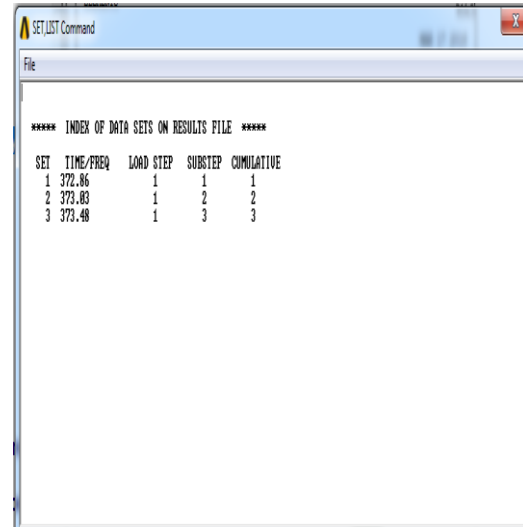 SET,LIST Command
X
File
***** INDEX OF DATA SETS ON RESULTS FILE *****
SET TIME/FREQ LOAD STEP SUBSTEP CUMULATIVE
1 372.86 1 1 1
2 373.03 1 2 2
3 373.48 1 3 3